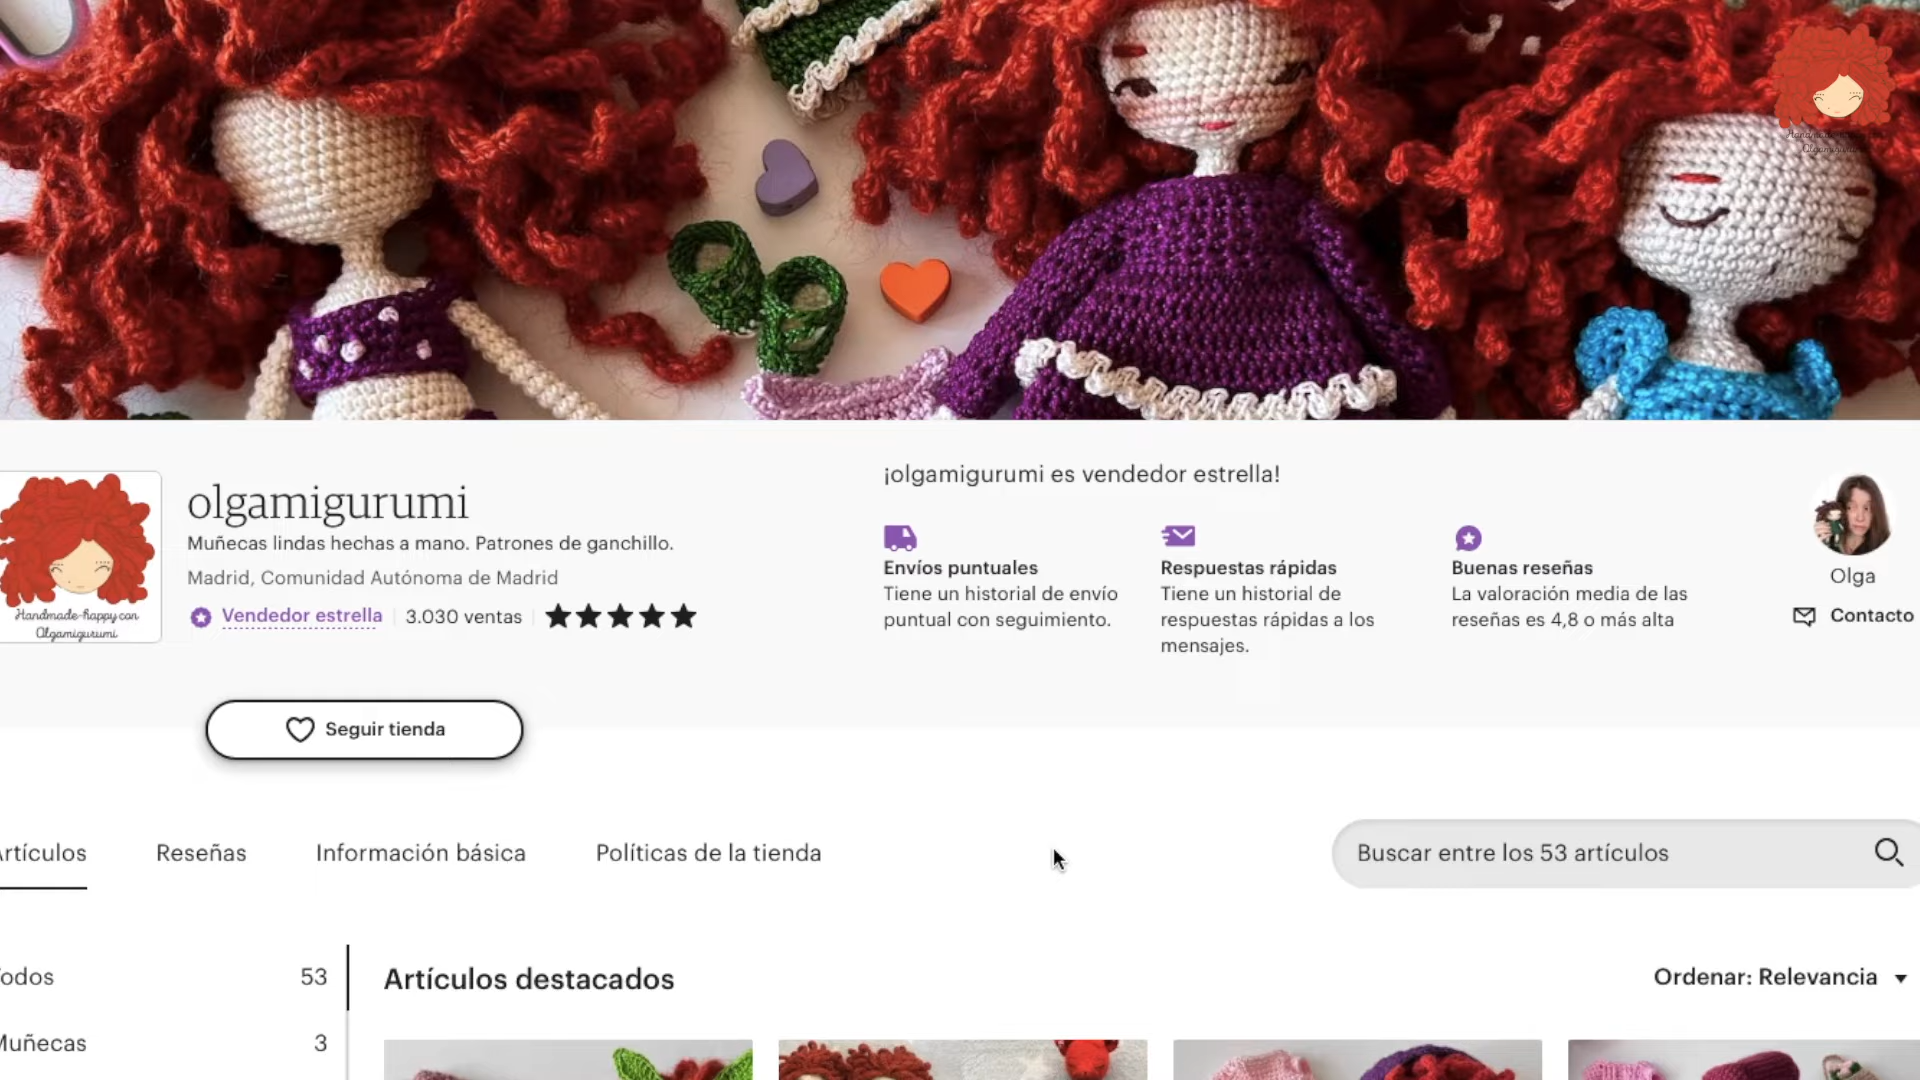 olgamigurumi
Muñecas lindas hechas a mano. Patrones de ganchillo.
Madrid, Comunidad Autónoma de Madrid
Vendedor estrella
3.030 ventas
Handmade-happy con
Olgamigurumi
¡olgamigurumi es vendedor estrella!
Envíos puntuales
Tiene un historial de envío
puntual con seguimiento.
Respuestas rápidas
Tiene un historial de
respuestas rápidas a los
mensajes.
Buenas reseñas
La valoración media de las
reseñas es 4,8 o más alta
Olga
Contacto
Seguir tienda
Artículos Reseñas Información básica Políticas de la tienda
Buscar entre los 53 artículos
Todos 53
Muñecas 3
Artículos destacados
Ordenar: Relevancia